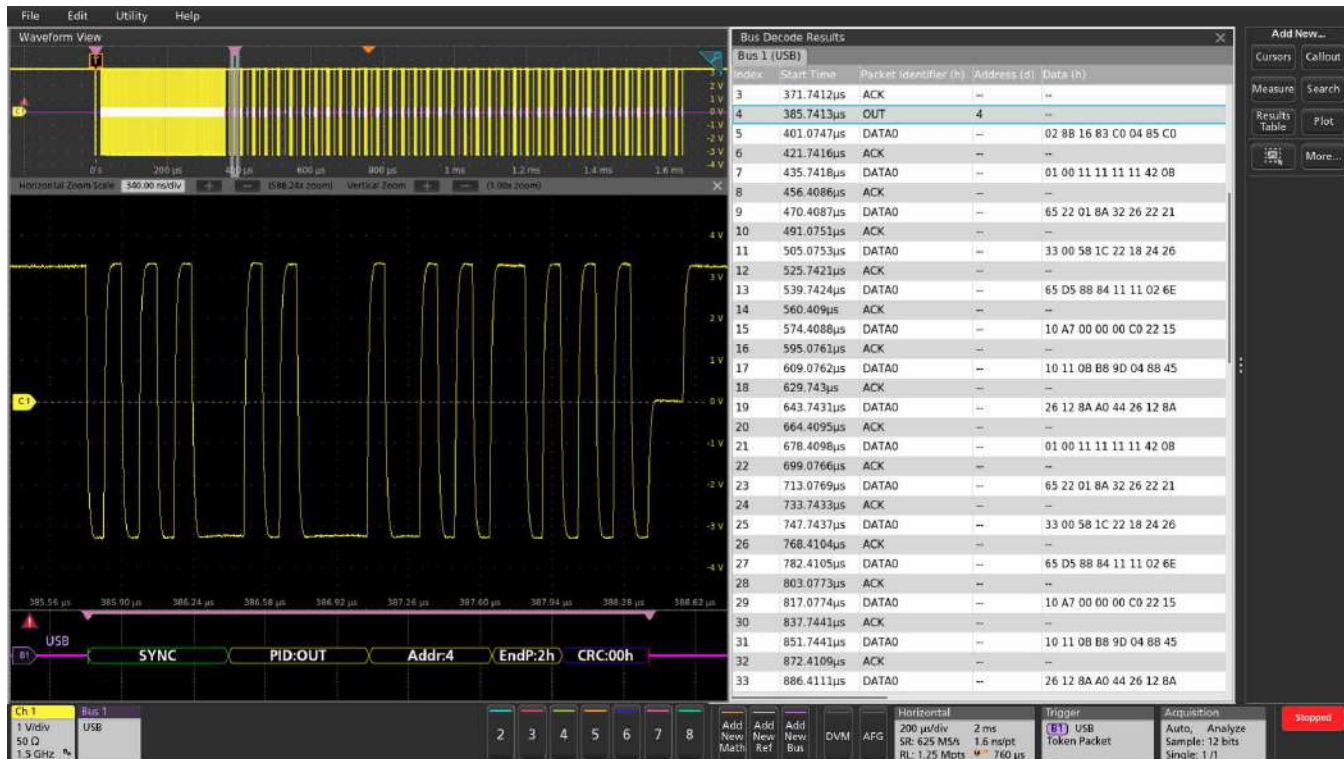 File Edit Utility Help
Waveform View
2 V
1 V
0 V
-1 V
-2 V
-3 V
-4 V
0 s 200 µs 400 µs 600 µs 800 µs 1 ms 1.2 ms 1.4 ms 1.6 ms
Horizontal Zoom Scale 340.00 ns/div + — (588.24x zoom) Vertical Zoom + — (1.00x zoom)
4 V
3 V
2 V
1 V
C1 0 V
-1 V
-2 V
-3 V
-4 V
385.56 µs 385.90 µs 386.24 µs 386.58 µs 386.92 µs 387.26 µs 387.60 µs 387.94 µs 388.28 µs 388.62 µs
USB
B1 SYNC PID:OUT Addr:4 EndP:2h CRC:00h
Bus Decode Results
Bus 1 (USB)
Index Start Time Packet Identifier (h) Address (d) Data (h)
3 371.7412µs ACK -- --
4 385.7413µs OUT 4 --
5 401.0747µs DATA0 -- 02 88 16 83 C0 04 85 C0
6 421.7416µs ACK -- --
7 435.7418µs DATA0 -- 01 00 11 11 11 11 42 08
8 456.4086µs ACK -- --
9 470.4087µs DATA0 -- 65 22 01 8A 32 26 22 21
10 491.0751µs ACK -- --
11 505.0753µs DATA0 -- 33 00 58 1C 22 18 24 26
12 525.7421µs ACK -- --
13 539.7424µs DATA0 -- 65 D5 88 84 11 11 02 6E
14 560.409µs ACK -- --
15 574.4088µs DATA0 -- 10 A7 00 00 00 C0 22 15
16 595.0761µs ACK -- --
17 609.0762µs DATA0 -- 10 11 0B B8 9D 04 88 45
18 629.743µs ACK -- --
19 643.7431µs DATA0 -- 26 12 8A A0 44 26 12 8A
20 664.4095µs ACK -- --
21 678.4098µs DATA0 -- 01 00 11 11 11 11 42 08
22 699.0766µs ACK -- --
23 713.0769µs DATA0 -- 65 22 01 8A 32 26 22 21
24 733.7433µs ACK -- --
25 747.7437µs DATA0 -- 33 00 58 1C 22 18 24 26
26 768.4104µs ACK -- --
27 782.4105µs DATA0 -- 65 D5 88 84 11 11 02 6E
28 803.0773µs ACK -- --
29 817.0774µs DATA0 -- 10 A7 00 00 00 C0 22 15
30 837.7441µs ACK -- --
31 851.7441µs DATA0 -- 10 11 0B B8 9D 04 88 45
32 872.4109µs ACK -- --
33 886.4111µs DATA0 -- 26 12 8A A0 44 26 12 8A
Add New...
Cursors Callout
Measure Search
Results Table Plot
More...
Ch 1
1 V/div
50 Ω
1.5 GHz
Bus 1
USB
2 3 4 5 6 7 8
Add New Math
Add New Ref
Add New Bus
DVM
AFG
Horizontal
200 µs/div 2 ms
SR: 625 MS/s 1.6 ns/pt
RL: 1.25 Mpts 760 µs
Trigger
B1 USB
Token Packet
Acquisition
Auto, Analyze
Sample: 12 bits
Single: 1 /1
Stopped